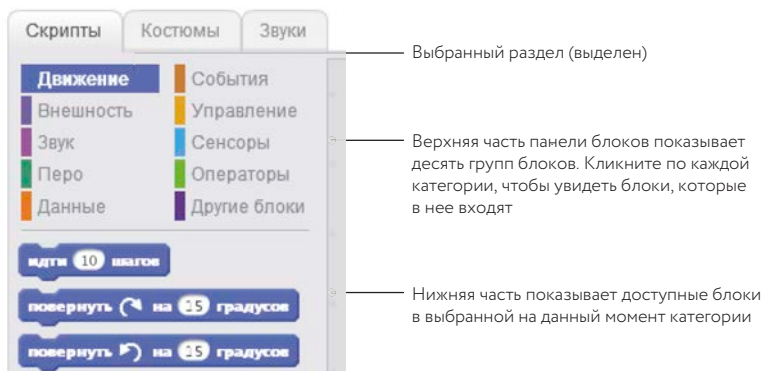 Скрипты Костюмы Звуки
Выбранный раздел (выделен)
Движение События
Внешность Управление
Звук Сенсоры
Перо Операторы
Данные Другие блоки
Верхняя часть панели блоков показывает
десять групп блоков. Кликните по каждой
категории, чтобы увидеть блоки, которые
в нее входят
идти 10 шагов
повернуть на 15 градусов
повернуть на 15 градусов
Нижняя часть показывает доступные блоки
в выбранной на данный момент категории